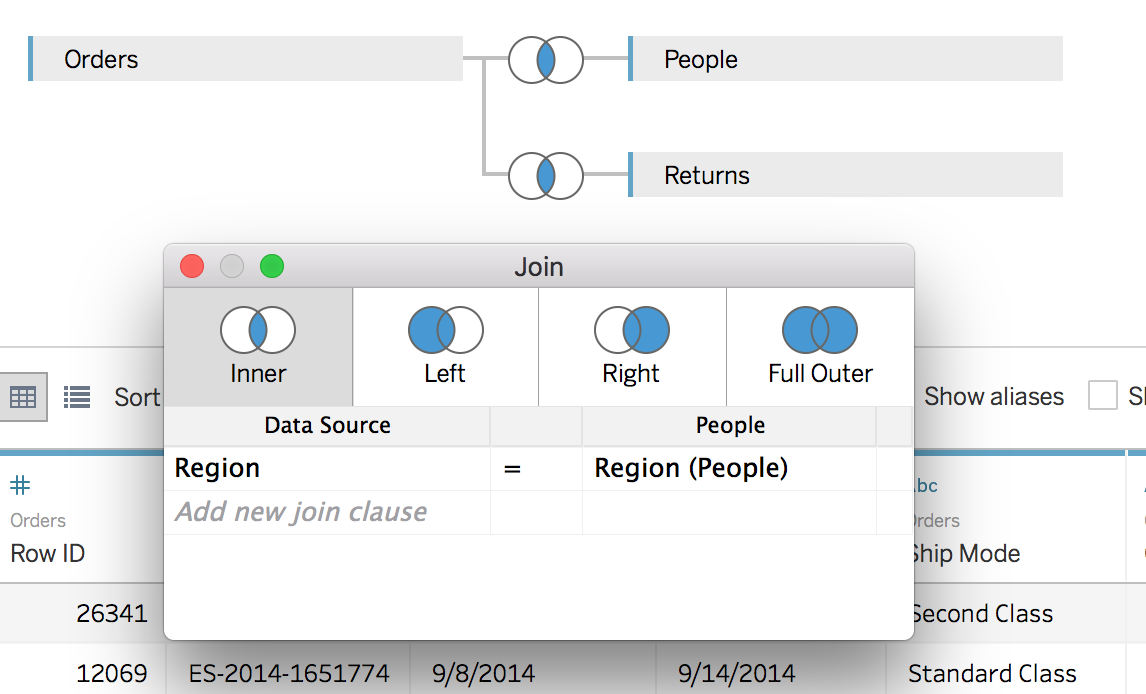 Orders
People
Returns
Join
Inner Left Right Full Outer
Sort
Show aliases
Data Source People
Region = Region (People)
Add new join clause
#
Orders
Orders
Row ID
Ship Mode
26341
Second Class
12069 ES-2014-1651774 9/8/2014 9/14/2014 Standard Class